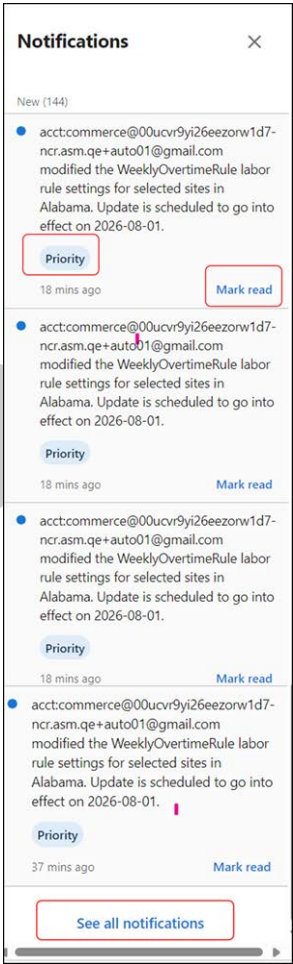 Notifications
New (144)
acct:commerce@00ucvr9yi26eezorw1d7-
ncr.asm.qe+auto01@gmail.com
modified the WeeklyOvertimeRule labor
rule settings for selected sites in
Alabama. Update is scheduled to go into
effect on 2026-08-01.
Priority
18 mins ago Mark read
acct:commerce@00ucvr9yi26eezorw1d7-
ncr.asm.qe+auto01@gmail.com
modified the WeeklyOvertimeRule labor
rule settings for selected sites in
Alabama. Update is scheduled to go into
effect on 2026-08-01.
Priority
18 mins ago Mark read
acct:commerce@00ucvr9yi26eezorw1d7-
ncr.asm.qe+auto01@gmail.com
modified the WeeklyOvertimeRule labor
rule settings for selected sites in
Alabama. Update is scheduled to go into
effect on 2026-08-01.
Priority
18 mins ago Mark read
acct:commerce@00ucvr9yi26eezorw1d7-
ncr.asm.qe+auto01@gmail.com
modified the WeeklyOvertimeRule labor
rule settings for selected sites in
Alabama. Update is scheduled to go into
effect on 2026-08-01.
Priority
37 mins ago Mark read
See all notifications